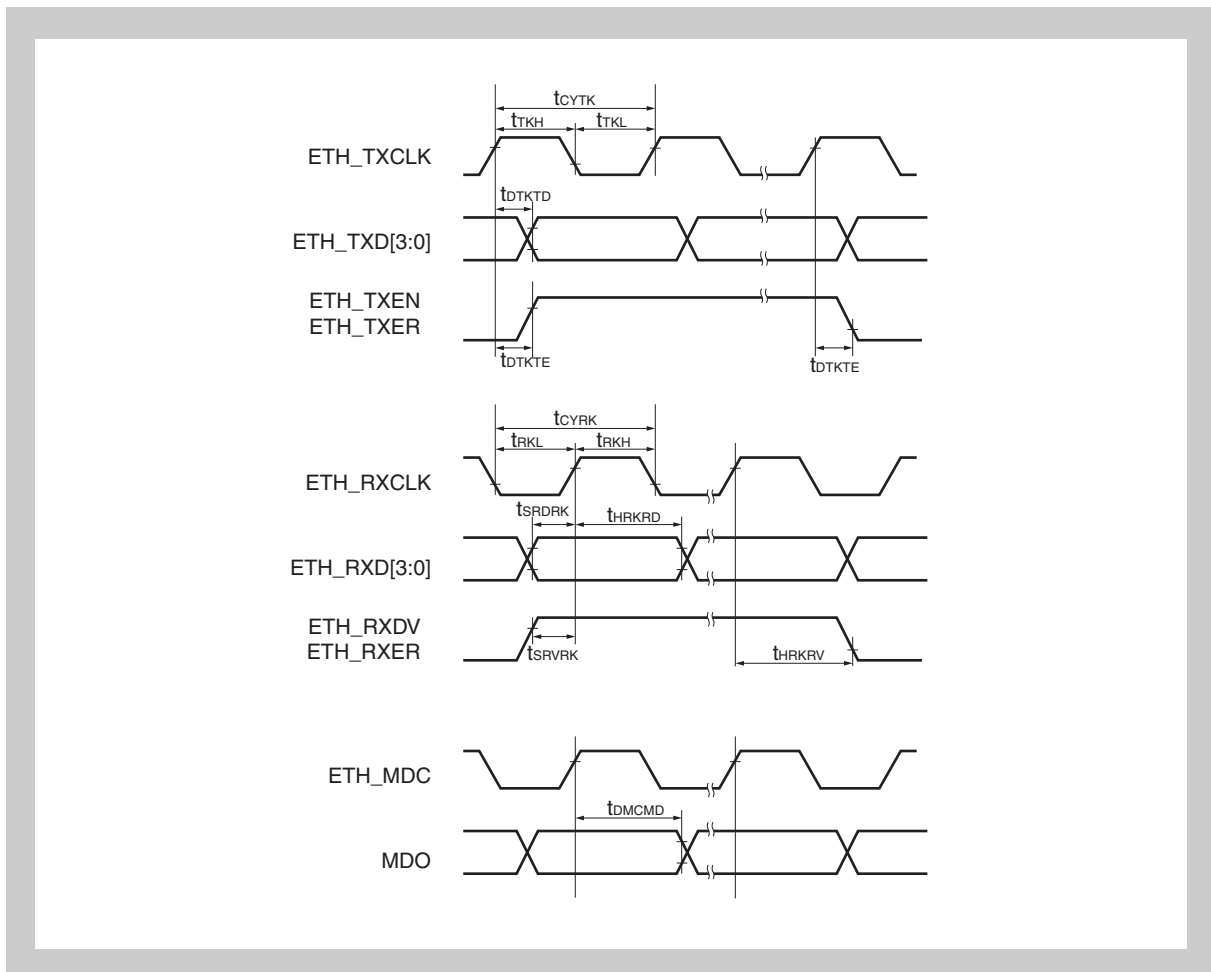 tCYTK
tTKH tTKL
ETH_TXCLK
tDTKTD
ETH_TXD[3:0]
ETH_TXEN
ETH_TXER
tDTKTE
tDTKTE
tCYRK
tRKL tRKH
ETH_RXCLK
tSRDRK tHRKRD
ETH_RXD[3:0]
ETH_RXDV
ETH_RXER
tSRVRK tHRKRV
ETH_MDC
tDMCMD
MDO